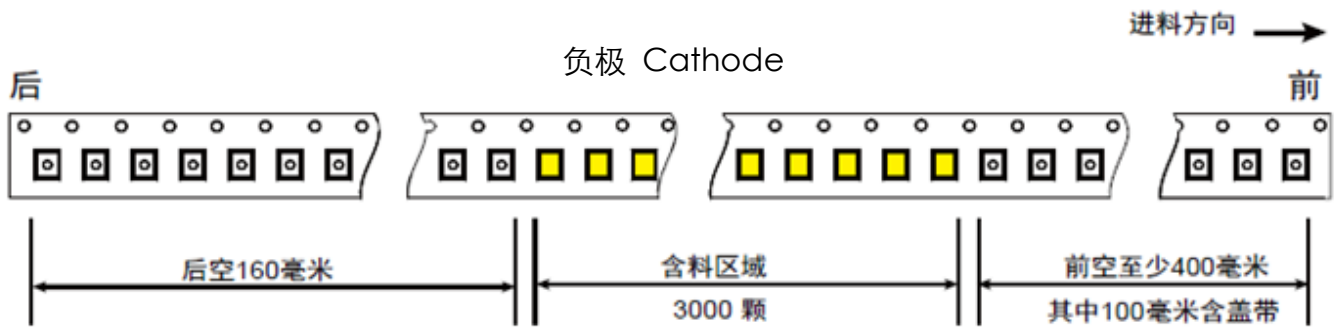 进料方向
负极 Cathode
后
前
后空160毫米
含料区域
3000 颗
前空至少400毫米
其中100毫米含盖带